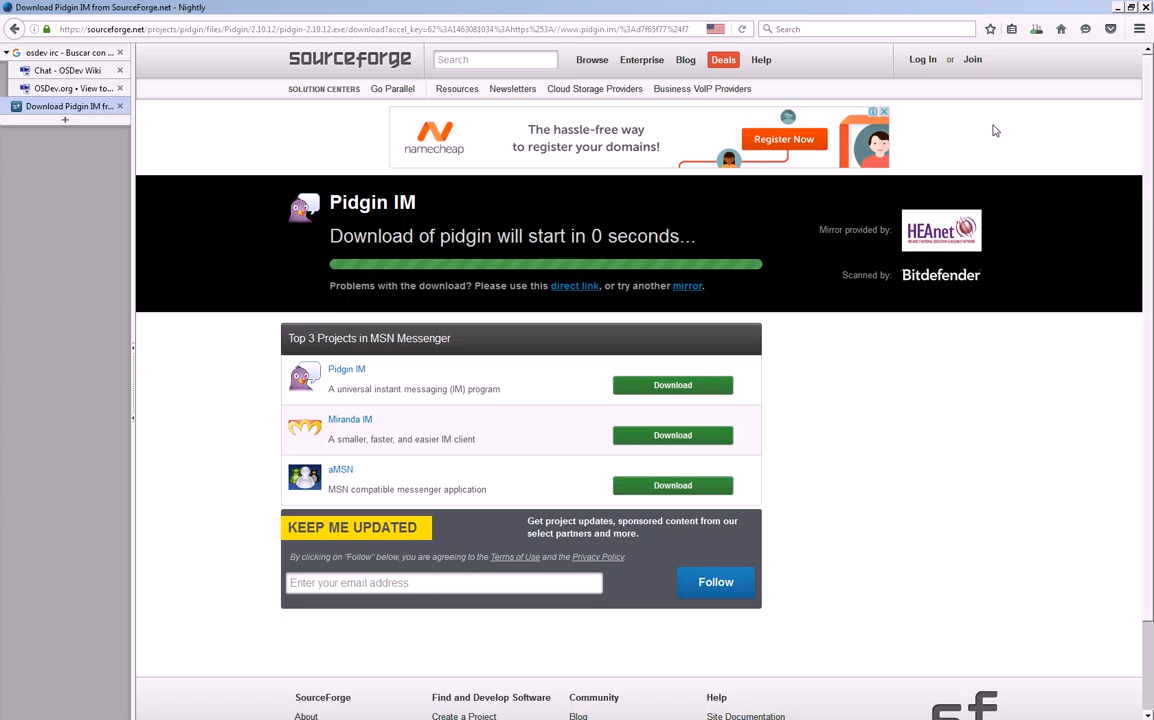 Download Pidgin IM from SourceForge.net - Nightly
https://sourceforge.net/projects/pidgin/files/Pidgin/2.10.12/pidgin-2.10.12.exe/download?accel_key=62%3A1463081034%3Ahttps%253A//www.pidgin.im/%3Ad7f65f77%24f7
Search
osdev irc - Buscar con ...
Chat - OSDev Wiki
OSDev.org • View to...
Download Pidgin IM fr...
sourceforge
Search
Browse Enterprise Blog Deals Help
Log In or Join
SOLUTION CENTERS Go Parallel Resources Newsletters Cloud Storage Providers Business VoIP Providers
namecheap
The hassle-free way
to register your domains!
Register Now
Pidgin IM
Download of pidgin will start in 0 seconds...
Problems with the download? Please use this direct link, or try another mirror.
Mirror provided by:
HEAnet
Scanned by: Bitdefender
Top 3 Projects in MSN Messenger
Pidgin IM
A universal instant messaging (IM) program
Download
Miranda IM
A smaller, faster, and easier IM client
Download
aMSN
MSN compatible messenger application
Download
KEEP ME UPDATED
Get project updates, sponsored content from our
select partners and more.
By clicking on "Follow" below, you are agreeing to the Terms of Use and the Privacy Policy.
Enter your email address
Follow
SourceForge
Find and Develop Software
Community
Help
About
Create a Project
Blog
Site Documentation
sf